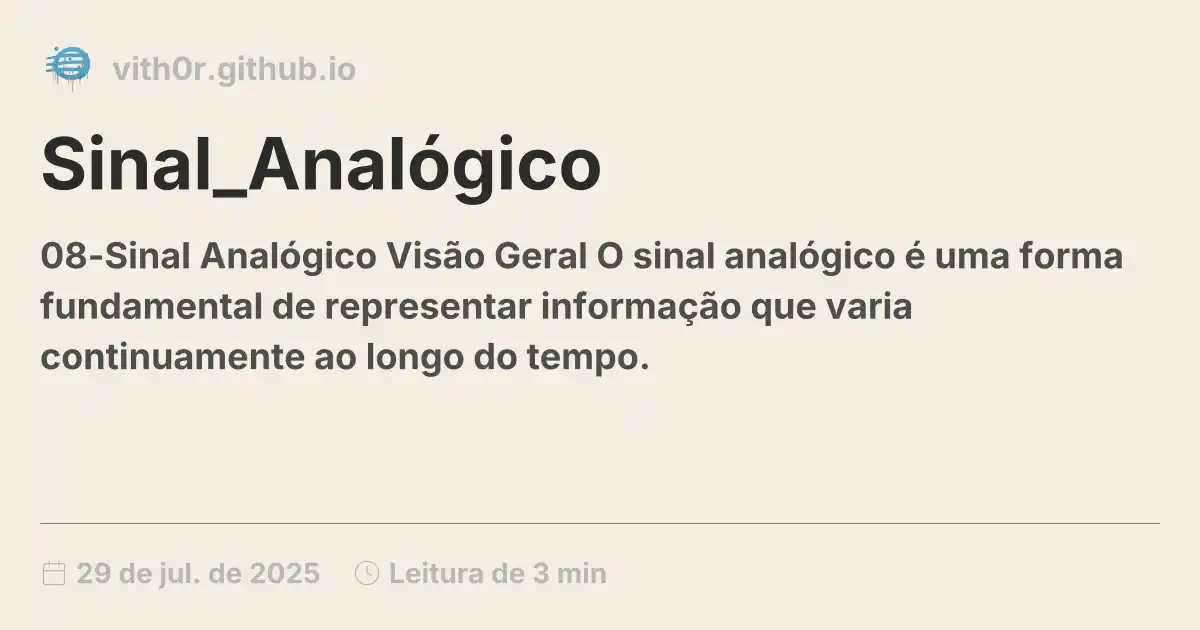 vith0r.github.io
Sinal_Analógico
08-Sinal Analógico Visão Geral O sinal analógico é uma forma
fundamental de representar informação que varia
continuamente ao longo do tempo.
29 de jul. de 2025 Leitura de 3 min